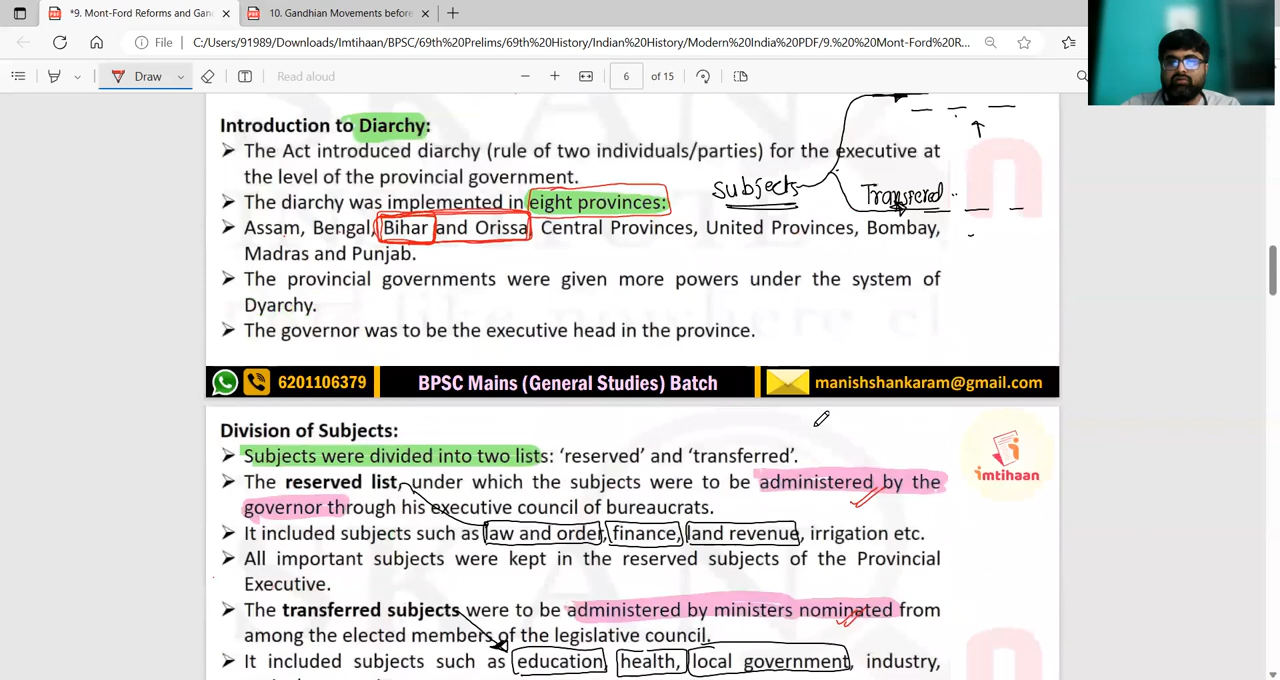 *9. Mont-Ford Reforms and Gand
10. Gandhian Movements before
File C:/Users/91989/Downloads/Imtihaan/BPSC/69th%20Prelims/69th%20History/Indian%20History/Modern%20India%20PDF/9.%20%20Mont-Ford%20R...
Draw Read aloud 6 of 15
Introduction to Diarchy:
The Act introduced diarchy (rule of two individuals/parties) for the executive at
the level of the provincial government.
Subjects
Transfered
The diarchy was implemented in eight provinces:
Assam, Bengal, Bihar and Orissa, Central Provinces, United Provinces, Bombay,
Madras and Punjab.
The provincial governments were given more powers under the system of
Dyarchy.
The governor was to be the executive head in the province.
6201106379 BPSC Mains (General Studies) Batch manishshankaram@gmail.com
Division of Subjects:
Subjects were divided into two lists: ‘reserved’ and ‘transferred’.
The reserved list, under which the subjects were to be administered by the
governor through his executive council of bureaucrats.
It included subjects such as law and order, finance, land revenue, irrigation etc.
All important subjects were kept in the reserved subjects of the Provincial
Executive.
The transferred subjects were to be administered by ministers nominated from
among the elected members of the legislative council.
It included subjects such as education, health, local government, industry,
imtihaan